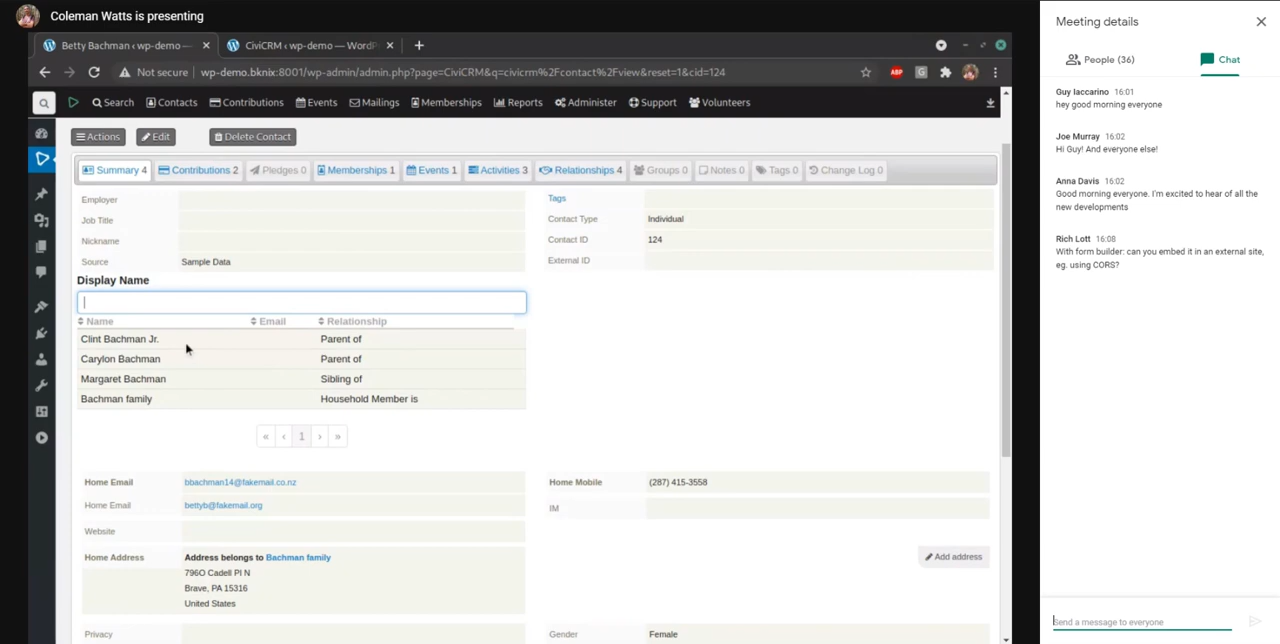 Coleman Watts is presenting
Betty Bachman ‹ wp-demo —
CiviCRM ‹ wp-demo — WordP
Not secure wp-demo.bknix:8001/wp-admin/admin.php?page=CiviCRM&q=civicrm%2Fcontact%2Fview&reset=1&cid=124
ABP
G
Search Contacts Contributions Events Mailings Memberships Reports Administer Support Volunteers
Actions Edit Delete Contact
Summary 4 Contributions 2 Pledges 0 Memberships 1 Events 1 Activities 3 Relationships 4 Groups 0 Notes 0 Tags 0 Change Log 0
Employer
Job Title
Nickname
Source Sample Data
Tags
Contact Type Individual
Contact ID 124
External ID
Display Name
Name Email Relationship
Clint Bachman Jr. Parent of
Carylon Bachman Parent of
Margaret Bachman Sibling of
Bachman family Household Member is
« ‹ 1 › »
Home Email bbachman14@fakemail.co.nz
Home Email bettyb@fakemail.org
Website
Home Mobile (287) 415-3558
IM
Home Address Address belongs to Bachman family
796O Cadell Pl N
Brave, PA 15316
United States
Add address
Privacy
Gender Female
Meeting details
People (36) Chat
Guy Iaccarino 16:01
hey good morning everyone
Joe Murray 16:02
Hi Guy! And everyone else!
Anna Davis 16:02
Good morning everyone. I'm excited to hear of all the
new developments
Rich Lott 16:08
With form builder: can you embed it in an external site,
eg. using CORS?
Send a message to everyone